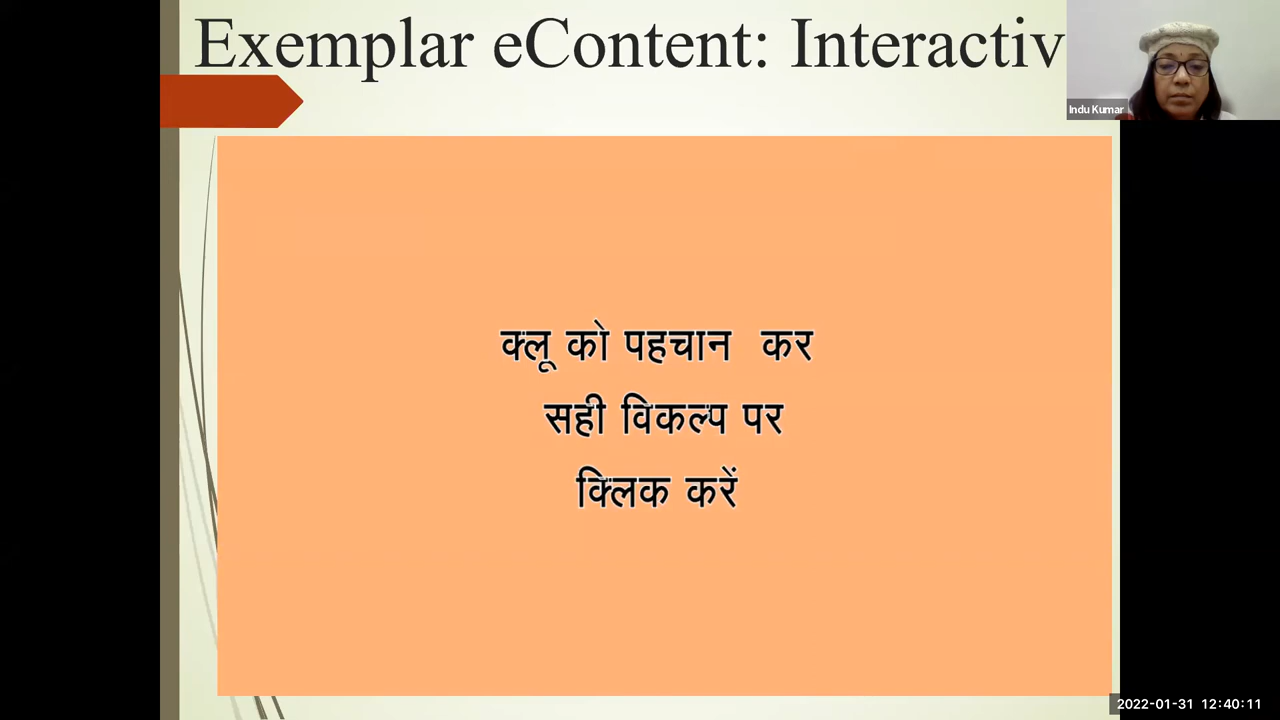 Exemplar eContent: Interactiv
Indu Kumar
क्लू को पहचान कर
सही विकल्प पर
क्लिक करें
2022-01-31 12:40:11